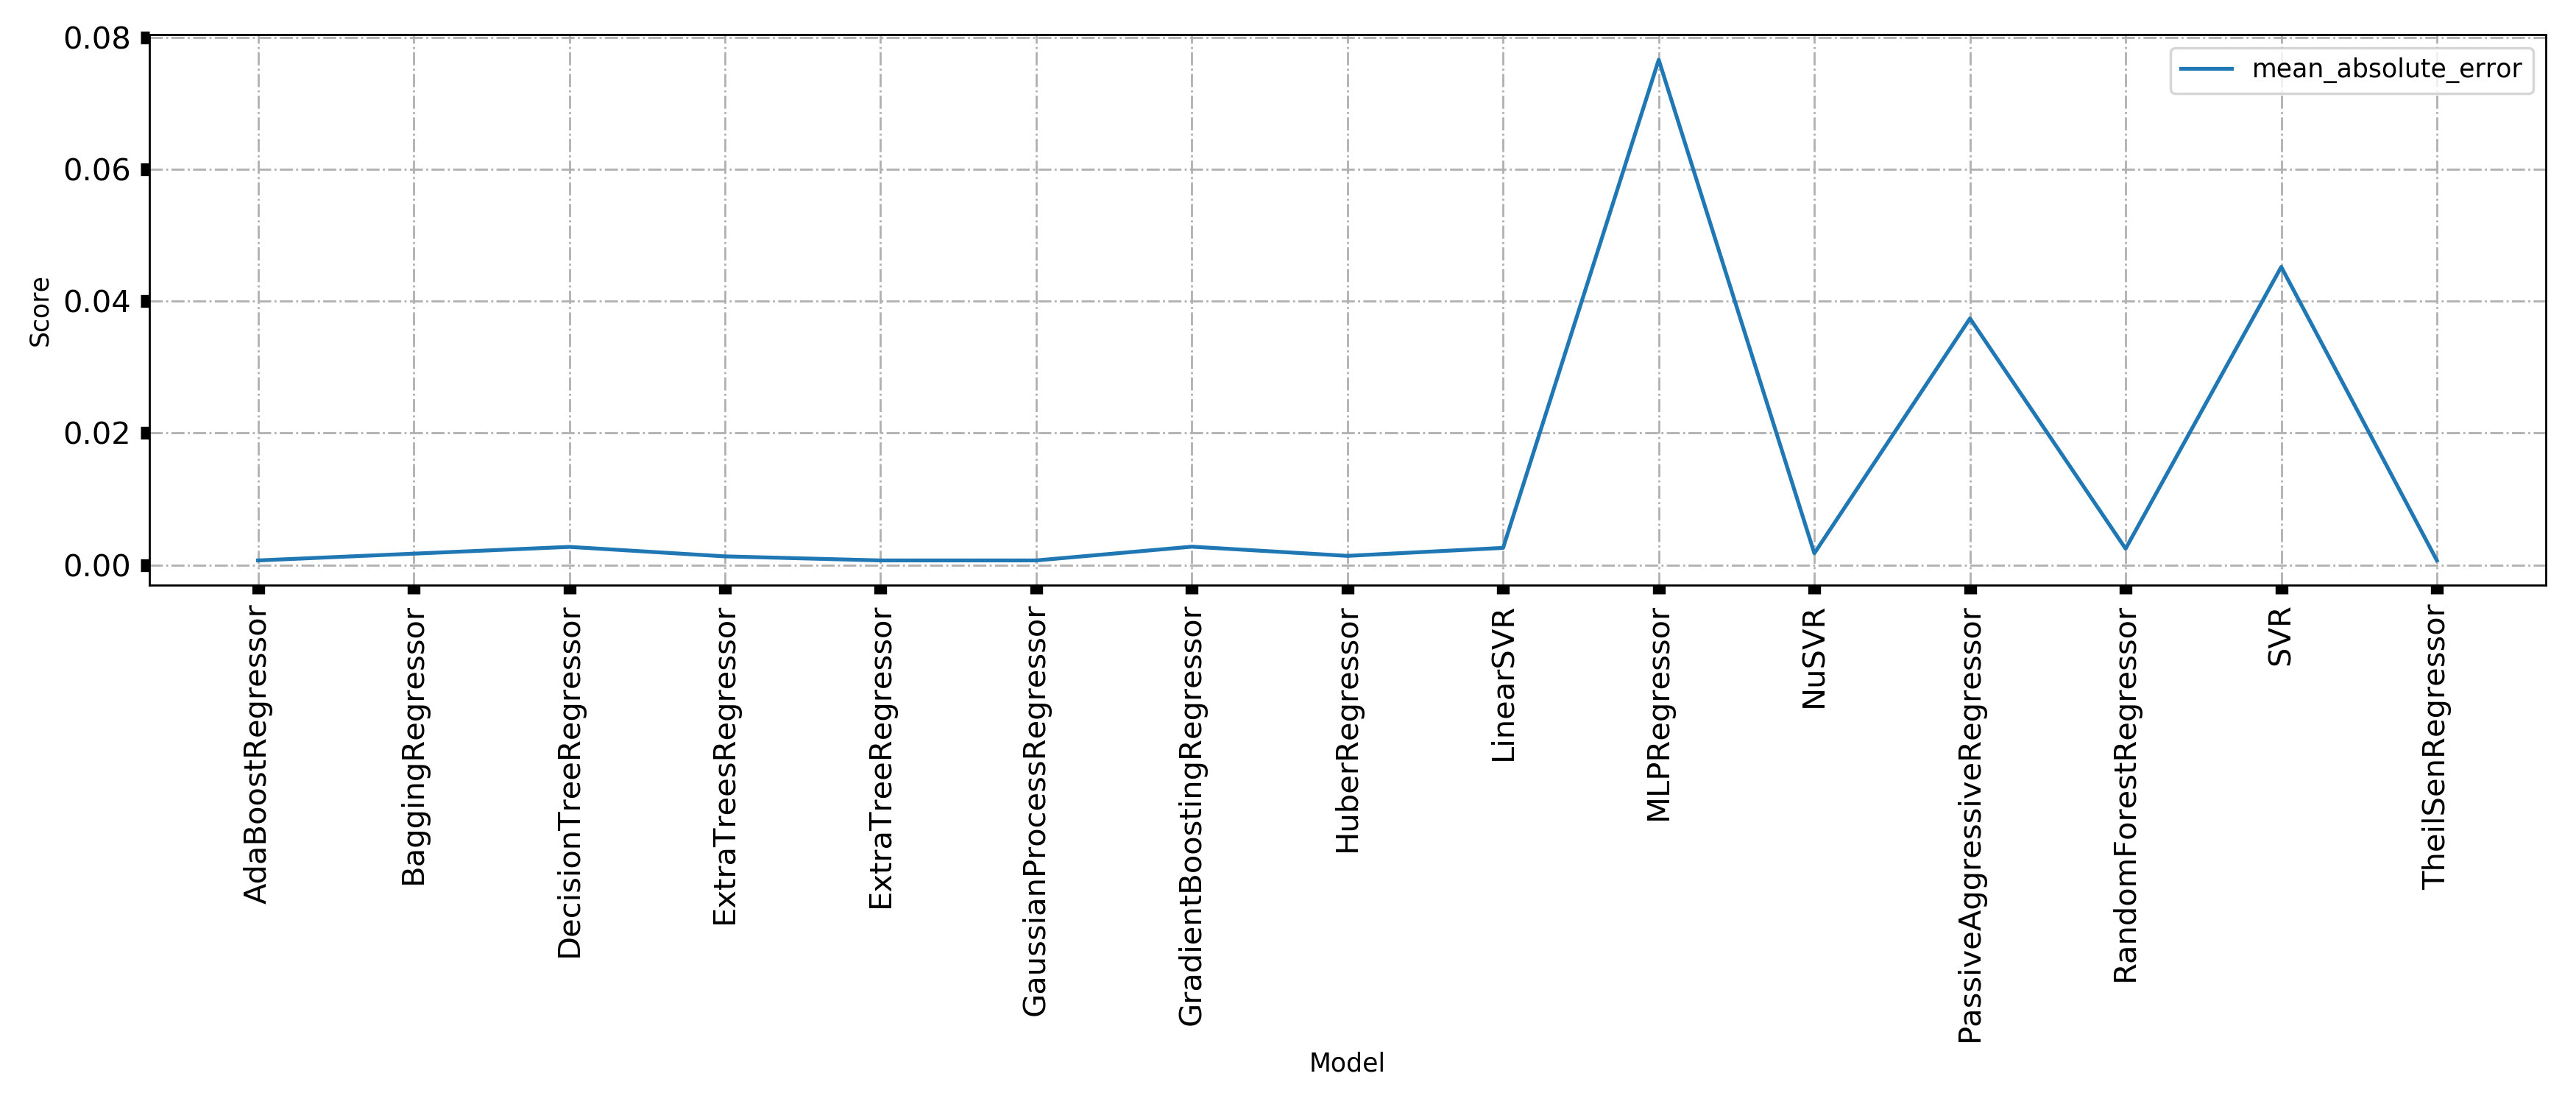 0.08
0.06
0.04
0.02
0.00
Score
mean_absolute_error
AdaBoostRegressor
BaggingRegressor
DecisionTreeRegressor
ExtraTreesRegressor
ExtraTreeRegressor
GaussianProcessRegressor
GradientBoostingRegressor
HuberRegressor
LinearSVR
MLPRegressor
NuSVR
PassiveAggressiveRegressor
RandomForestRegressor
SVR
TheilSenRegressor
Model